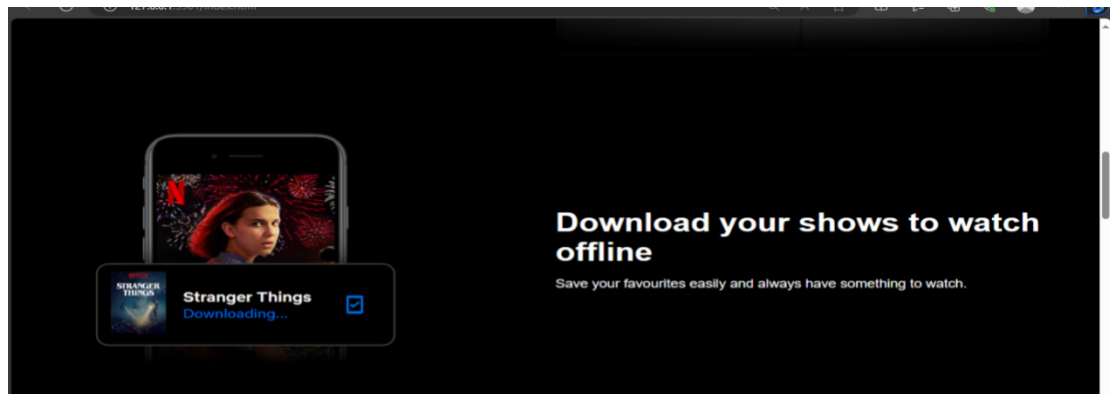 N
STRANGER
THINGS
Stranger Things
Downloading...
Download your shows to watch
offline
Save your favourites easily and always have something to watch.